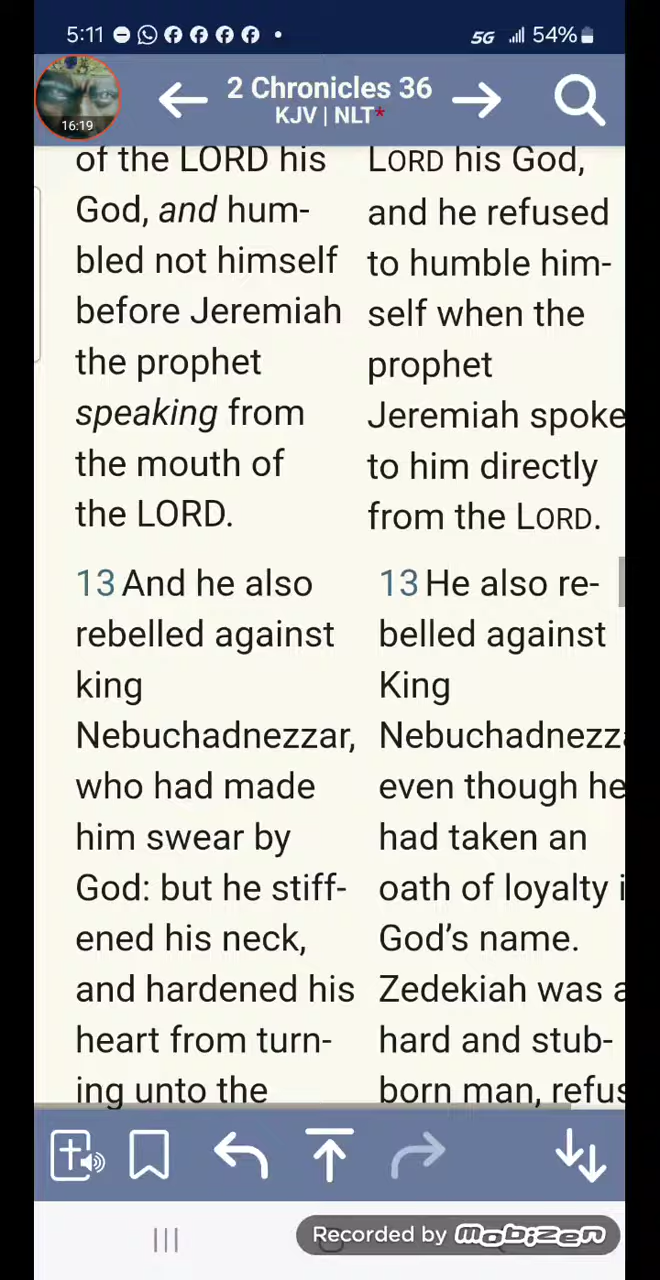 5:11
5G 54%
16:19
2 Chronicles 36
KJV | NLT*
of the LORD his
God, and hum-
bled not himself
before Jeremiah
the prophet
speaking from
the mouth of
the LORD.
13 And he also
rebelled against
king
Nebuchadnezzar,
who had made
him swear by
God: but he stiff-
ened his neck,
and hardened his
heart from turn-
ing unto the
LORD his God,
and he refused
to humble him-
self when the
prophet
Jeremiah spoke
to him directly
from the LORD.
13 He also re-
belled against
King
Nebuchadnezza
even though he
had taken an
oath of loyalty i
God’s name.
Zedekiah was a
hard and stub-
born man, refus
Recorded by mobizen